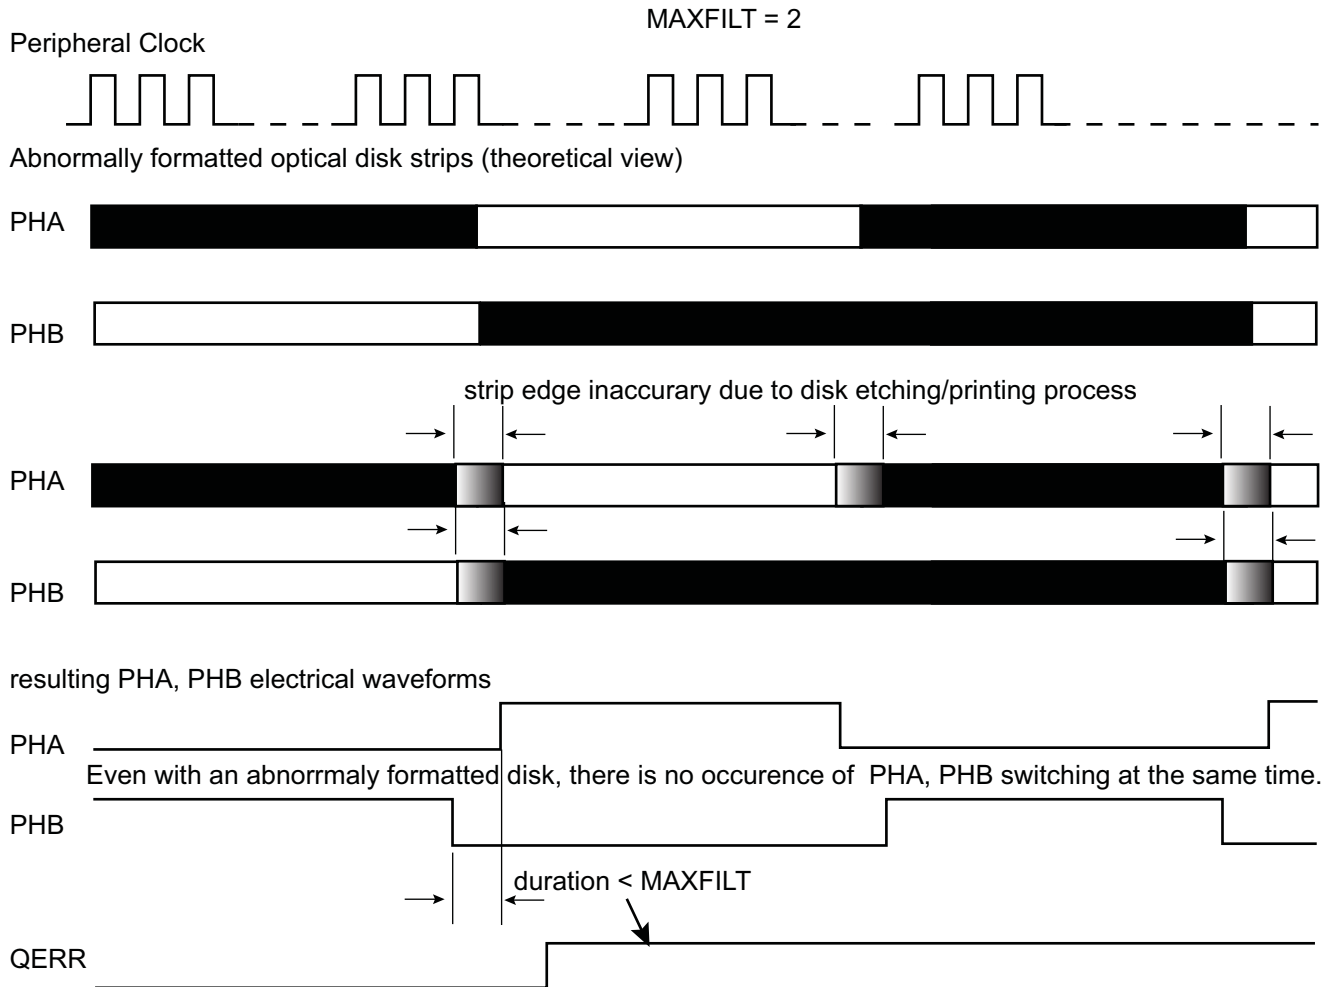 MAXFILT = 2
Peripheral Clock
Abnormally formatted optical disk strips (theoretical view)
PHA
PHB
strip edge inaccurary due to disk etching/printing process
PHA
PHB
resulting PHA, PHB electrical waveforms
PHA
Even with an abnorrmaly formatted disk, there is no occurence of PHA, PHB switching at the same time.
PHB
duration < MAXFILT
QERR